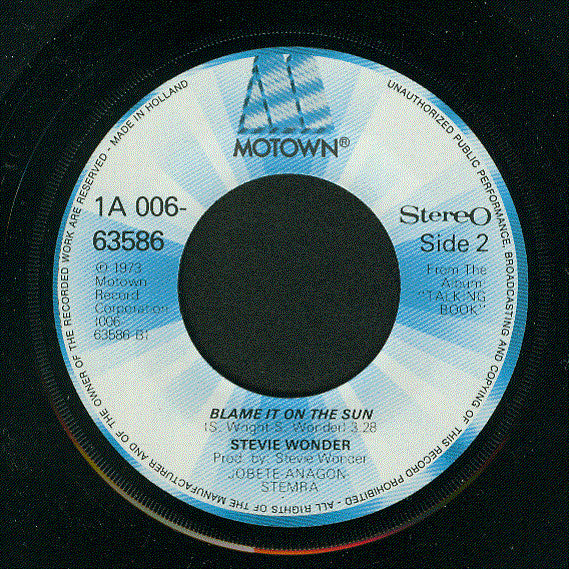 MOTOWN®
1A 006-
63586
℗ 1973
Motown
Record
Corporation
(006
63586-B)
Stereo
Side 2
From The
Album
"TALKING
BOOK"
BLAME IT ON THE SUN
(S. Wright-S. Wonder) 3.28
STEVIE WONDER
Prod. by: Stevie Wonder
JOBETE-ANAGON-
STEMRA
UNAUTHORIZED PUBLIC PERFORMANCE, BROADCASTING AND COPYING OF THIS RECORD PROHIBITED - ALL RIGHTS OF THE MANUFACTURER AND OF THE OWNER OF THE RECORDED WORK ARE RESERVED - MADE IN HOLLAND